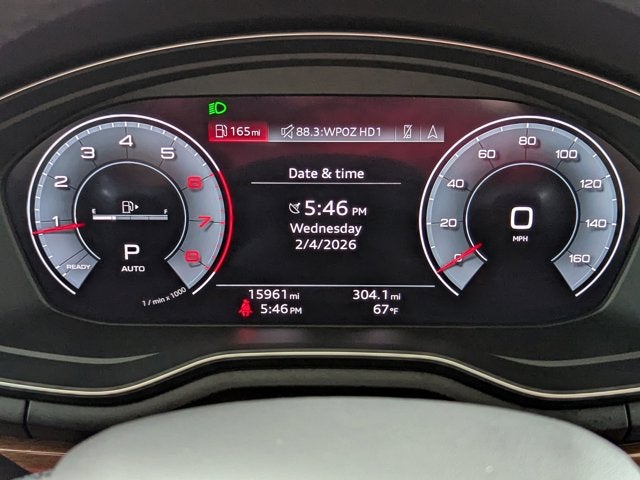 165 mi
88.3:WPOZ HD1
Date & time
5:46 PM
Wednesday
2/4/2026
15961 mi
304.1 mi
5:46 PM
67°F
1 2 3 4 5 6 7 8
READY
E F
P
AUTO
1 / min x 1000
0 20 40 60 80 100 120 140 160
0
MPH